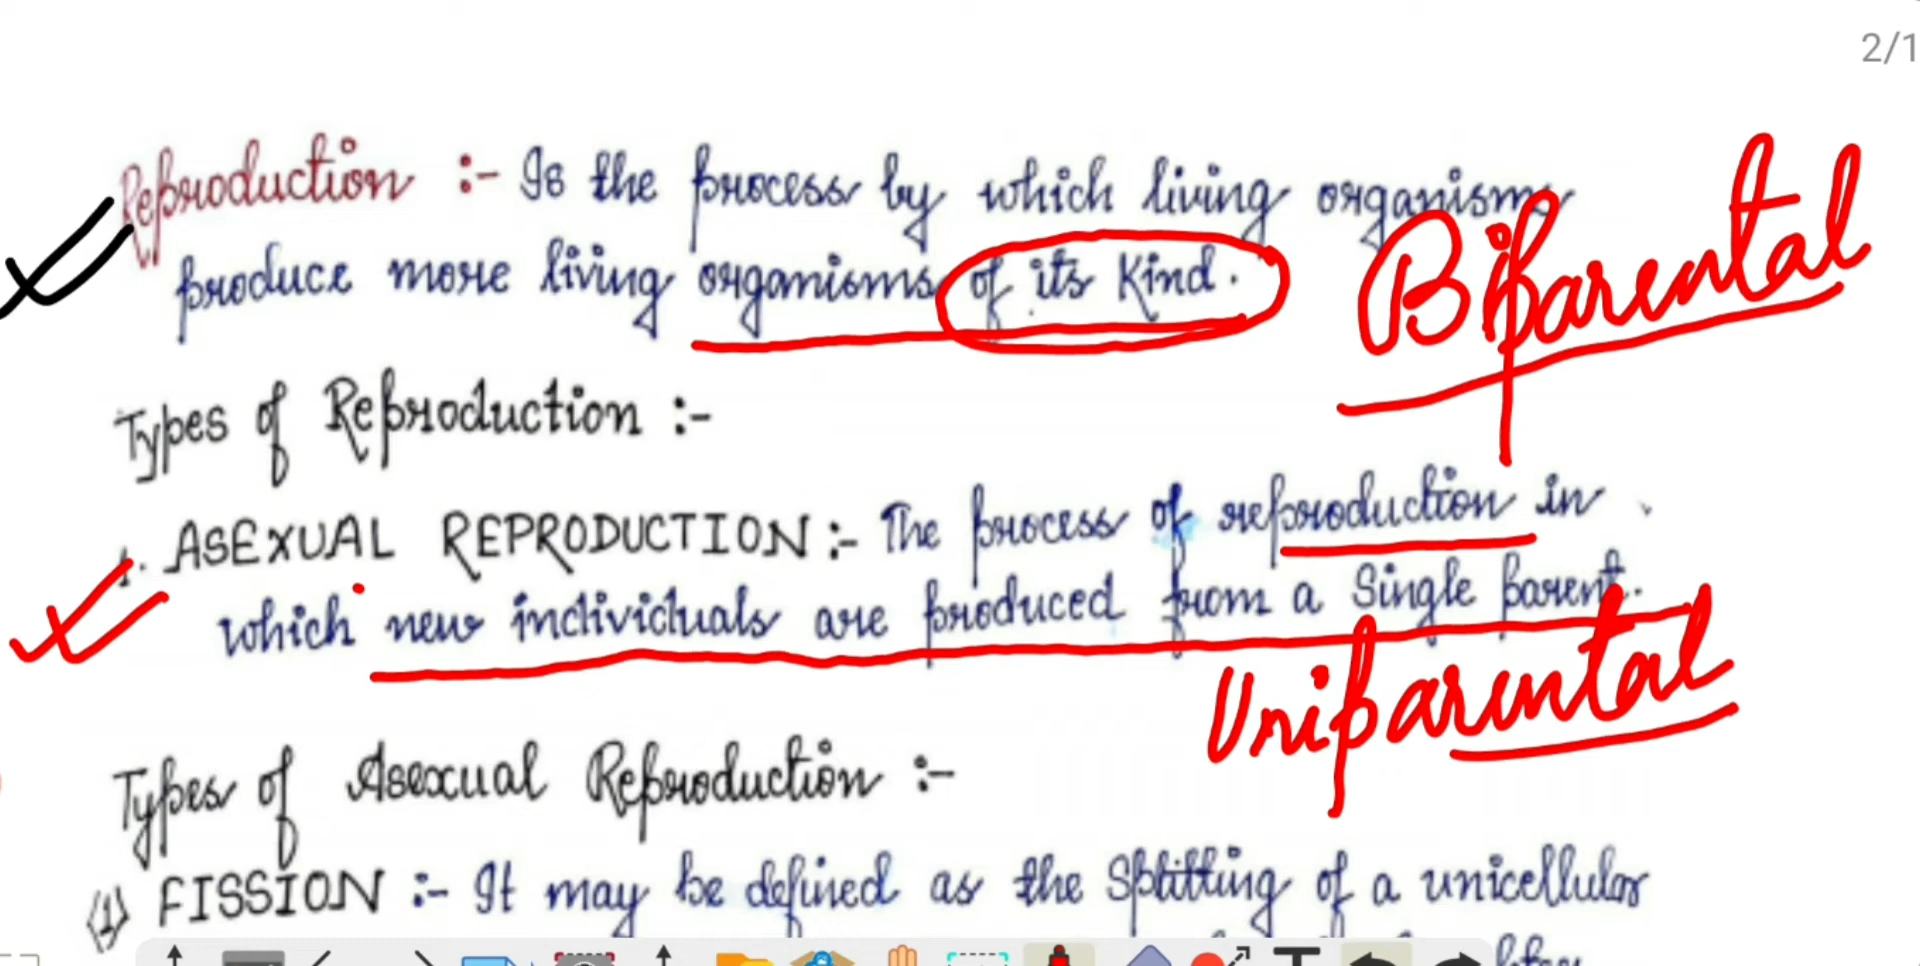 2/1
Reproduction :- Is the process by which living organisms
produce more living organisms of its Kind.
Biparental
Types of Reproduction :-
1. ASEXUAL REPRODUCTION :- The process of reproduction in
which new individuals are produced from a Single parent.
Uniparental
Types of Asexual Reproduction :-
(1) FISSION :- It may be defined as the Splitting of a unicellular